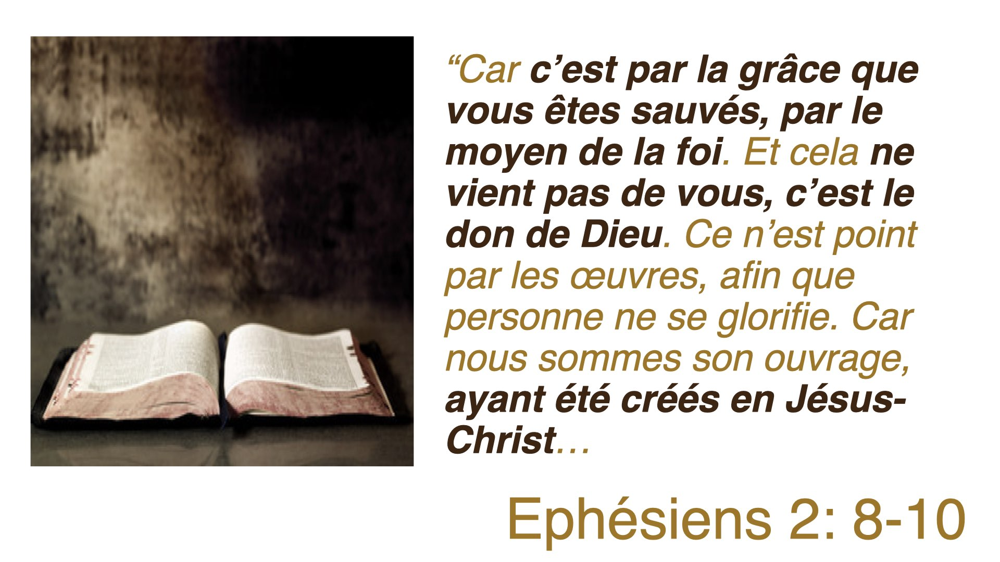 “Car c’est par la grâce que
vous êtes sauvés, par le
moyen de la foi. Et cela ne
vient pas de vous, c’est le
don de Dieu. Ce n’est point
par les œuvres, afin que
personne ne se glorifie. Car
nous sommes son ouvrage,
ayant été créés en Jésus-
Christ…
Ephésiens 2: 8-10